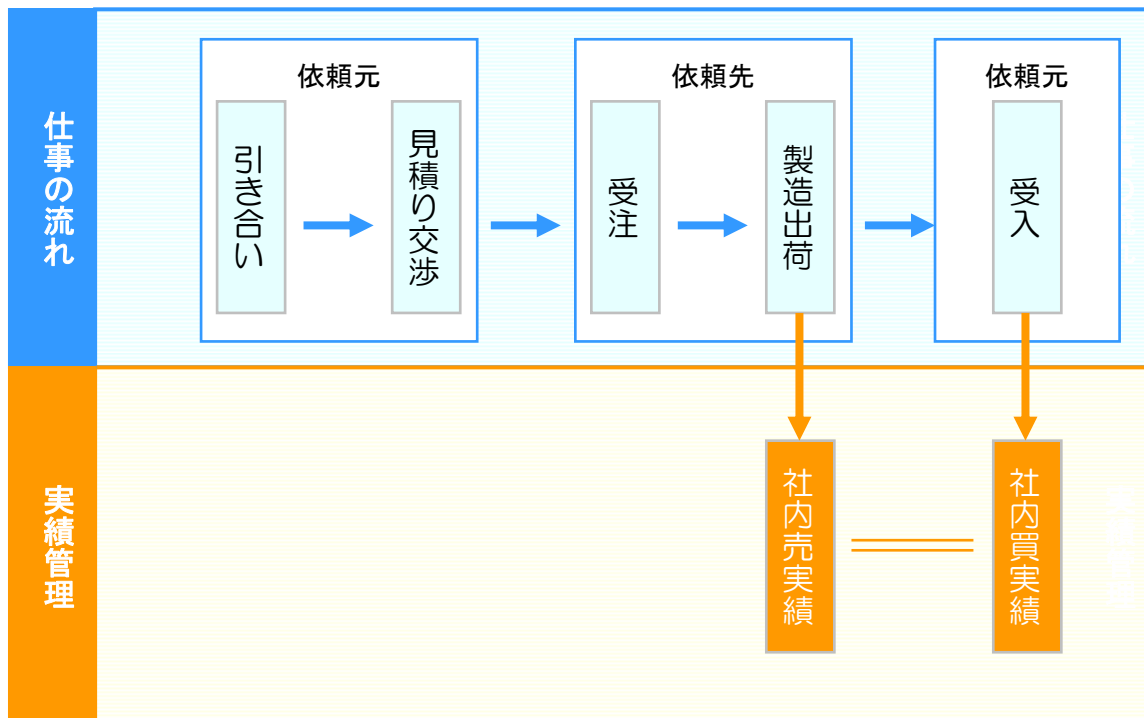 仕事の流れ
依頼元
引き合い
見積り交渉
依頼先
受注
製造出荷
依頼元
受入
実績管理
社内売実績
社内買実績